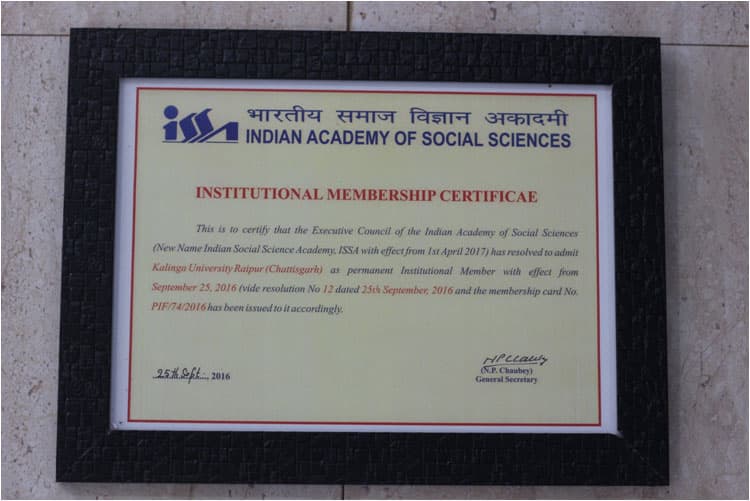 issA
भारतीय समाज विज्ञान अकादमी
INDIAN ACADEMY OF SOCIAL SCIENCES
INSTITUTIONAL MEMBERSHIP CERTIFICAE
This is to certify that the Executive Council of the Indian Academy of Social Sciences
(New Name Indian Social Science Academy, ISSA with effect from 1st April 2017) has resolved to admit
Kalinga University Raipur (Chattisgarh) as permanent Institutional Member with effect from
September 25, 2016 (vide resolution No 12 dated 25th September, 2016 and the membership card No.
PIF/74/2016 has been issued to it accordingly.
25th Sept., 2016
NPChaubey
(N.P. Chaubey)
General Secretary